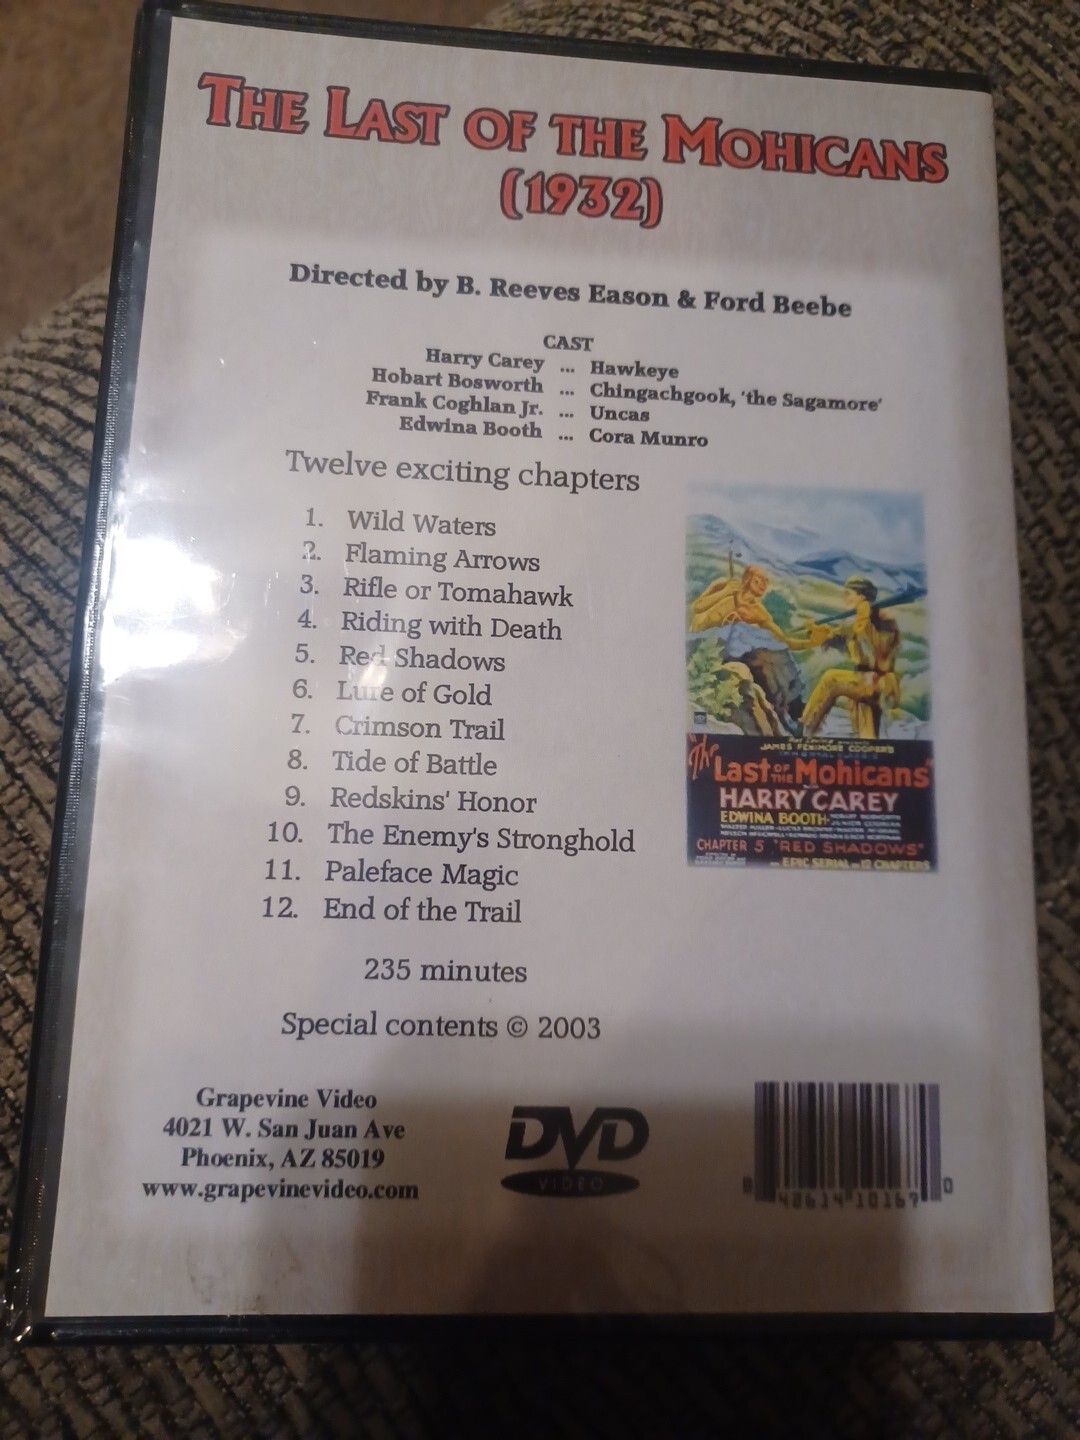 THE LAST OF THE MOHICANS
(1932)
Directed by B. Reeves Eason & Ford Beebe
CAST
Harry Carey ... Hawkeye
Hobart Bosworth ... Chingachgook, 'the Sagamore'
Frank Coghlan Jr. ... Uncas
Edwina Booth ... Cora Munro
Twelve exciting chapters
1. Wild Waters
2. Flaming Arrows
3. Rifle or Tomahawk
4. Riding with Death
5. Red Shadows
6. Lure of Gold
7. Crimson Trail
8. Tide of Battle
9. Redskins' Honor
10. The Enemy's Stronghold
11. Paleface Magic
12. End of the Trail
JAMES FENIMORE COOPER'S
"The Last OF THE Mohicans"
HARRY CAREY
EDWINA BOOTH
CHAPTER 5 "RED SHADOWS"
EPIC SERIAL IN 12 CHAPTERS
235 minutes
Special contents © 2003
Grapevine Video
4021 W. San Juan Ave
Phoenix, AZ 85019
www.grapevinevideo.com
DVD
VIDEO